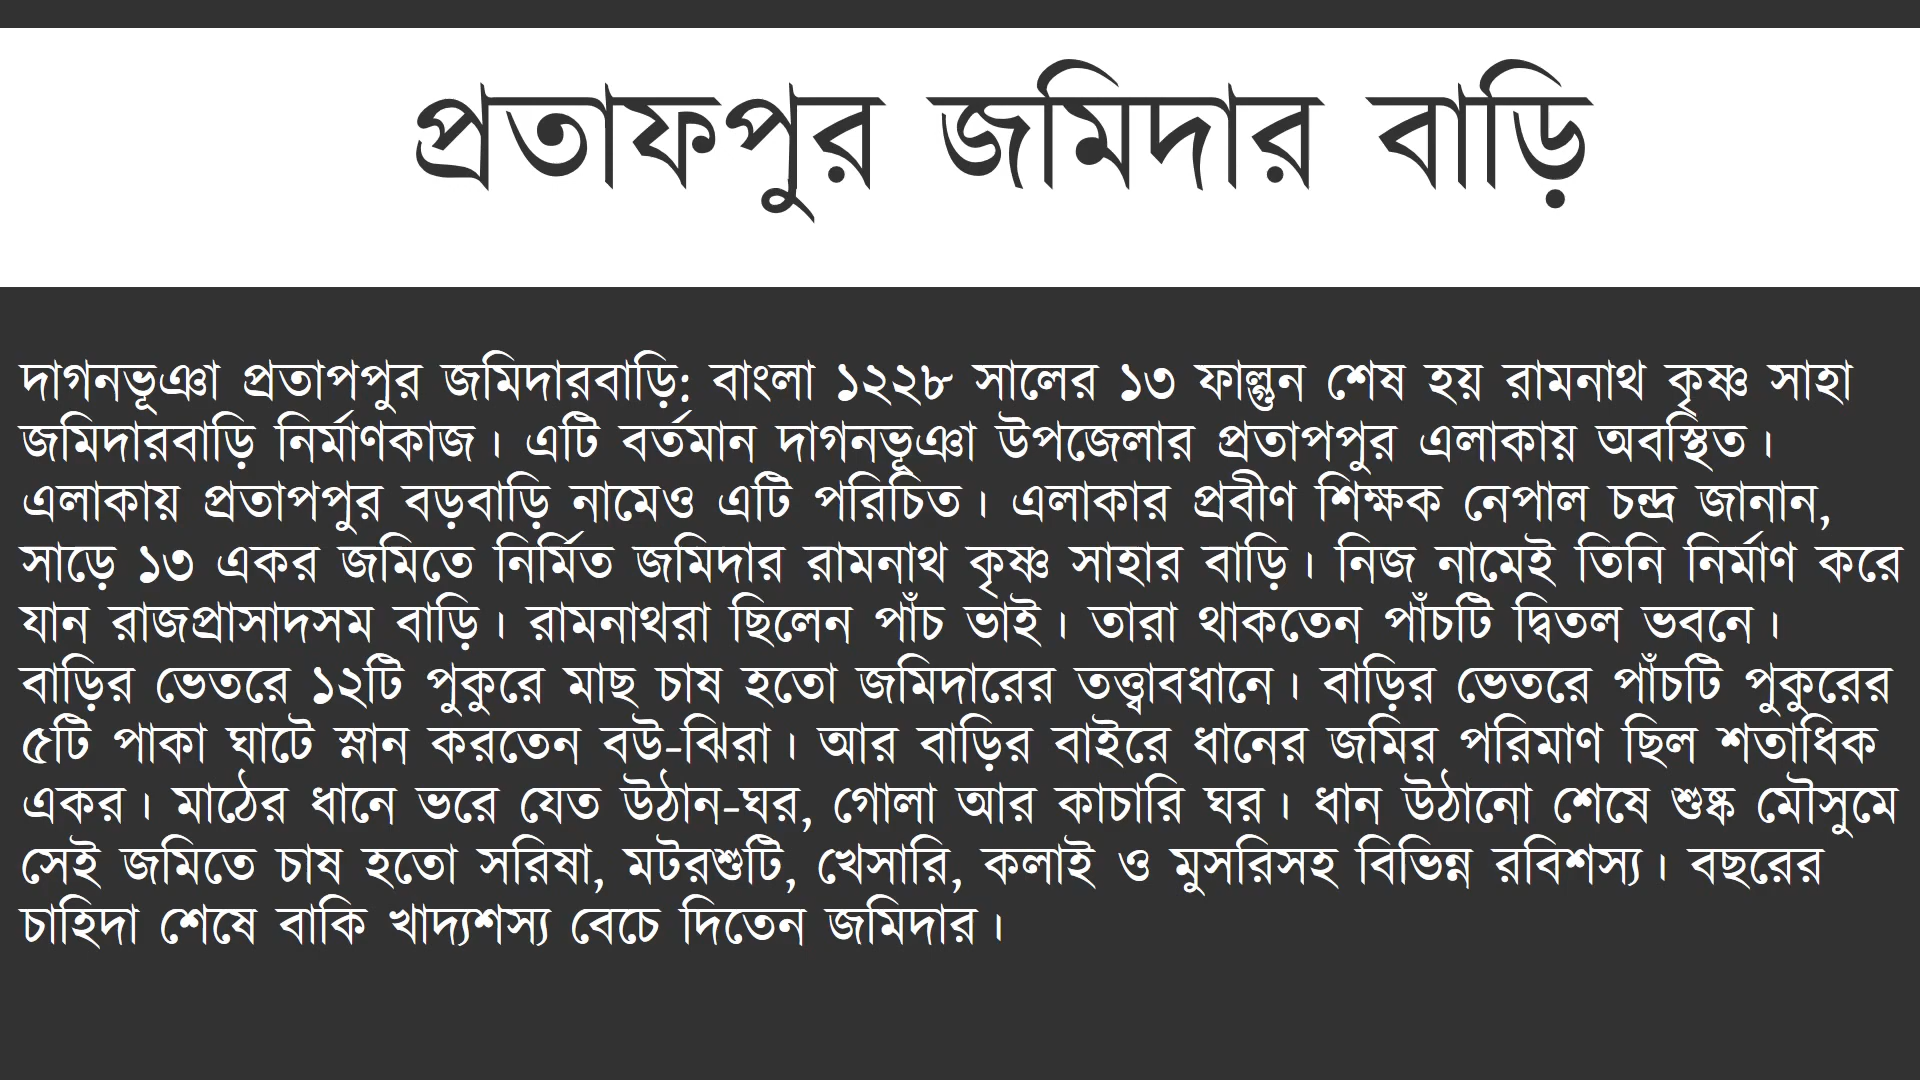 প্রতাফপুর জমিদার বাড়ি
দাগনভূঞা প্রতাপপুর জমিদারবাড়ি: বাংলা ১২২৮ সালের ১৩ ফাল্গুন শেষ হয় রামনাথ কৃষ্ণ সাহা
জমিদারবাড়ি নির্মাণকাজ। এটি বর্তমান দাগনভূঞা উপজেলার প্রতাপপুর এলাকায় অবস্থিত।
এলাকায় প্রতাপপুর বড়বাড়ি নামেও এটি পরিচিত। এলাকার প্রবীণ শিক্ষক নেপাল চন্দ্র জানান,
সাড়ে ১৩ একর জমিতে নির্মিত জমিদার রামনাথ কৃষ্ণ সাহার বাড়ি। নিজ নামেই তিনি নির্মাণ করে
যান রাজপ্রাসাদসম বাড়ি। রামনাথরা ছিলেন পাঁচ ভাই। তারা থাকতেন পাঁচটি দ্বিতল ভবনে।
বাড়ির ভেতরে ১২টি পুকুরে মাছ চাষ হতো জমিদারের তত্ত্বাবধানে। বাড়ির ভেতরে পাঁচটি পুকুরের
৫টি পাকা ঘাটে স্নান করতেন বউ-ঝিরা। আর বাড়ির বাইরে ধানের জমির পরিমাণ ছিল শতাধিক
একর। মাঠের ধানে ভরে যেত উঠান-ঘর, গোলা আর কাচারি ঘর। ধান উঠানো শেষে শুষ্ক মৌসুমে
সেই জমিতে চাষ হতো সরিষা, মটরশুটি, খেসারি, কলাই ও মুসরিসহ বিভিন্ন রবিশস্য। বছরের
চাহিদা শেষে বাকি খাদ্যশস্য বেচে দিতেন জমিদার।